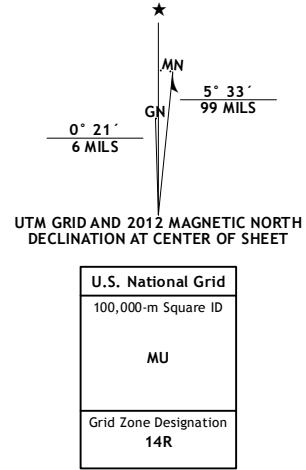 ★
MN
GN
5° 33´
99 MILS
0° 21´
6 MILS
UTM GRID AND 2012 MAGNETIC NORTH
DECLINATION AT CENTER OF SHEET
U.S. National Grid
100,000-m Square ID
MU
Grid Zone Designation
14R